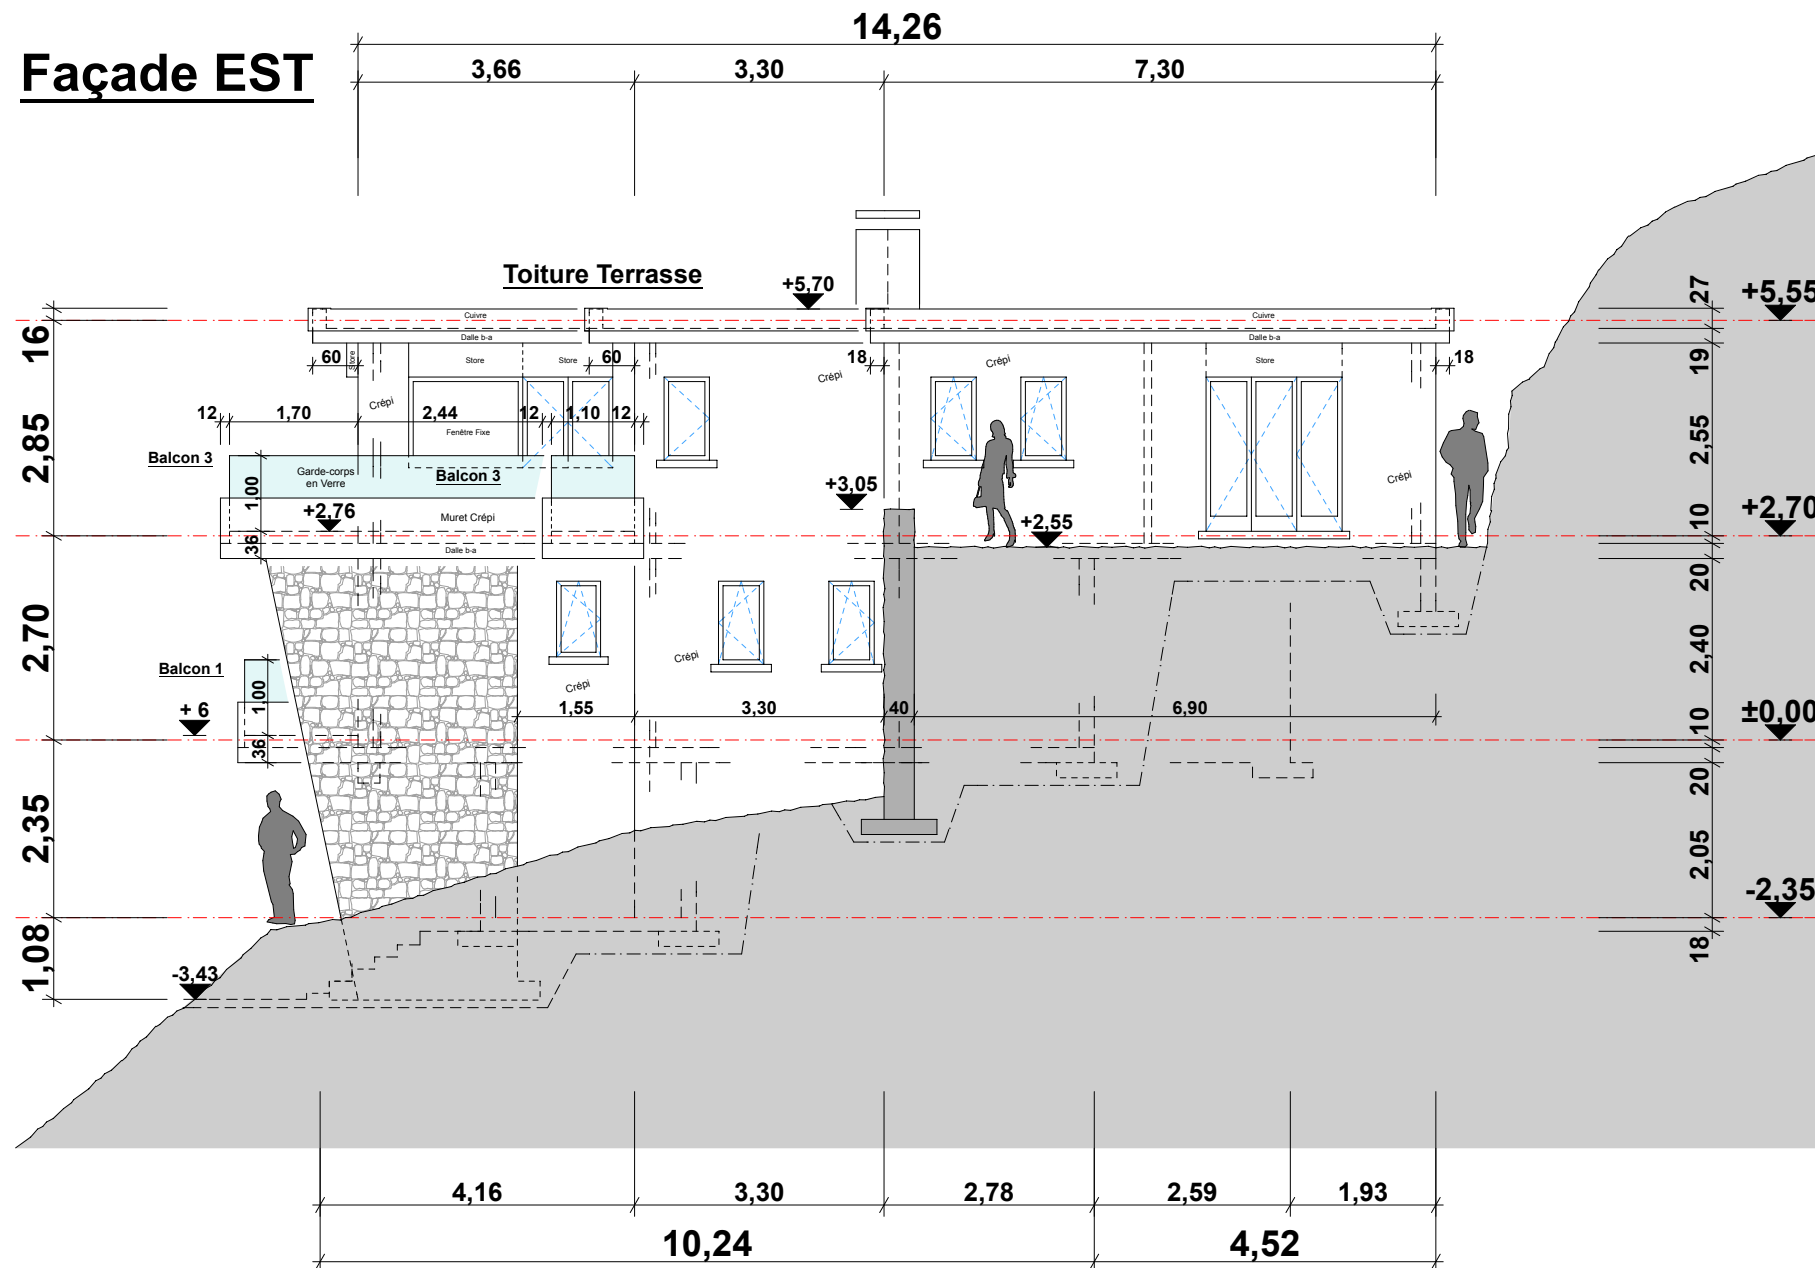 Façade EST
14,26
3,66
3,30
7,30
Toiture Terrasse
+5,70
27
+5,55
16
Cuivre
Cuivre
Dalle b-a
Dalle b-a
60
Store
Store
Store
60
18
Crépi
Crépi
Store
18
19
Crépi
12
1,70
2,44
12
1,10
12
2,85
Fenêtre Fixe
2,55
Balcon 3
Garde-corps
en Verre
Balcon 3
1,00
Crépi
+3,05
+2,76
Muret Crépi
+2,55
10
+2,70
36
Dalle b-a
20
2,70
2,40
Balcon 1
Crépi
Crépi
1,00
+ 6
1,55
3,30
40
6,90
10
±0,00
36
20
2,35
2,05
-2,35
1,08
18
-3,43
4,16
3,30
2,78
2,59
1,93
10,24
4,52